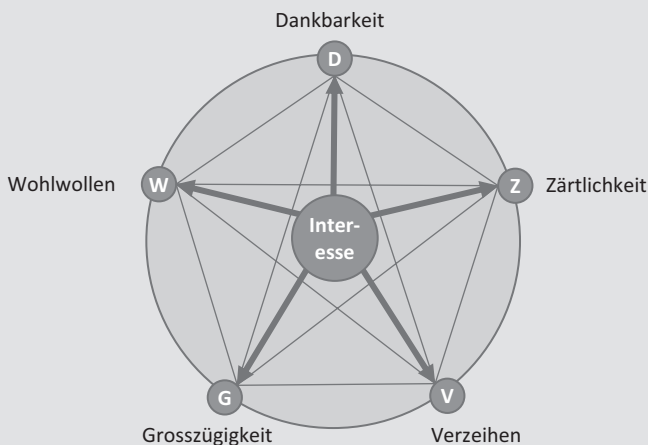 Dankbarkeit
D
Wohlwollen
W
Z
Zärtlichkeit
Inter-
esse
G
V
Grosszügigkeit
Verzeihen